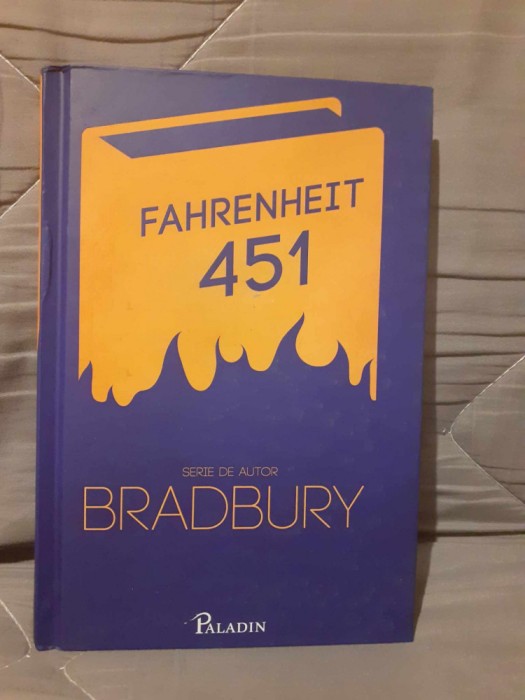 FAHRENHEIT
451
SERIE DE AUTOR
BRADBURY
PALADIN